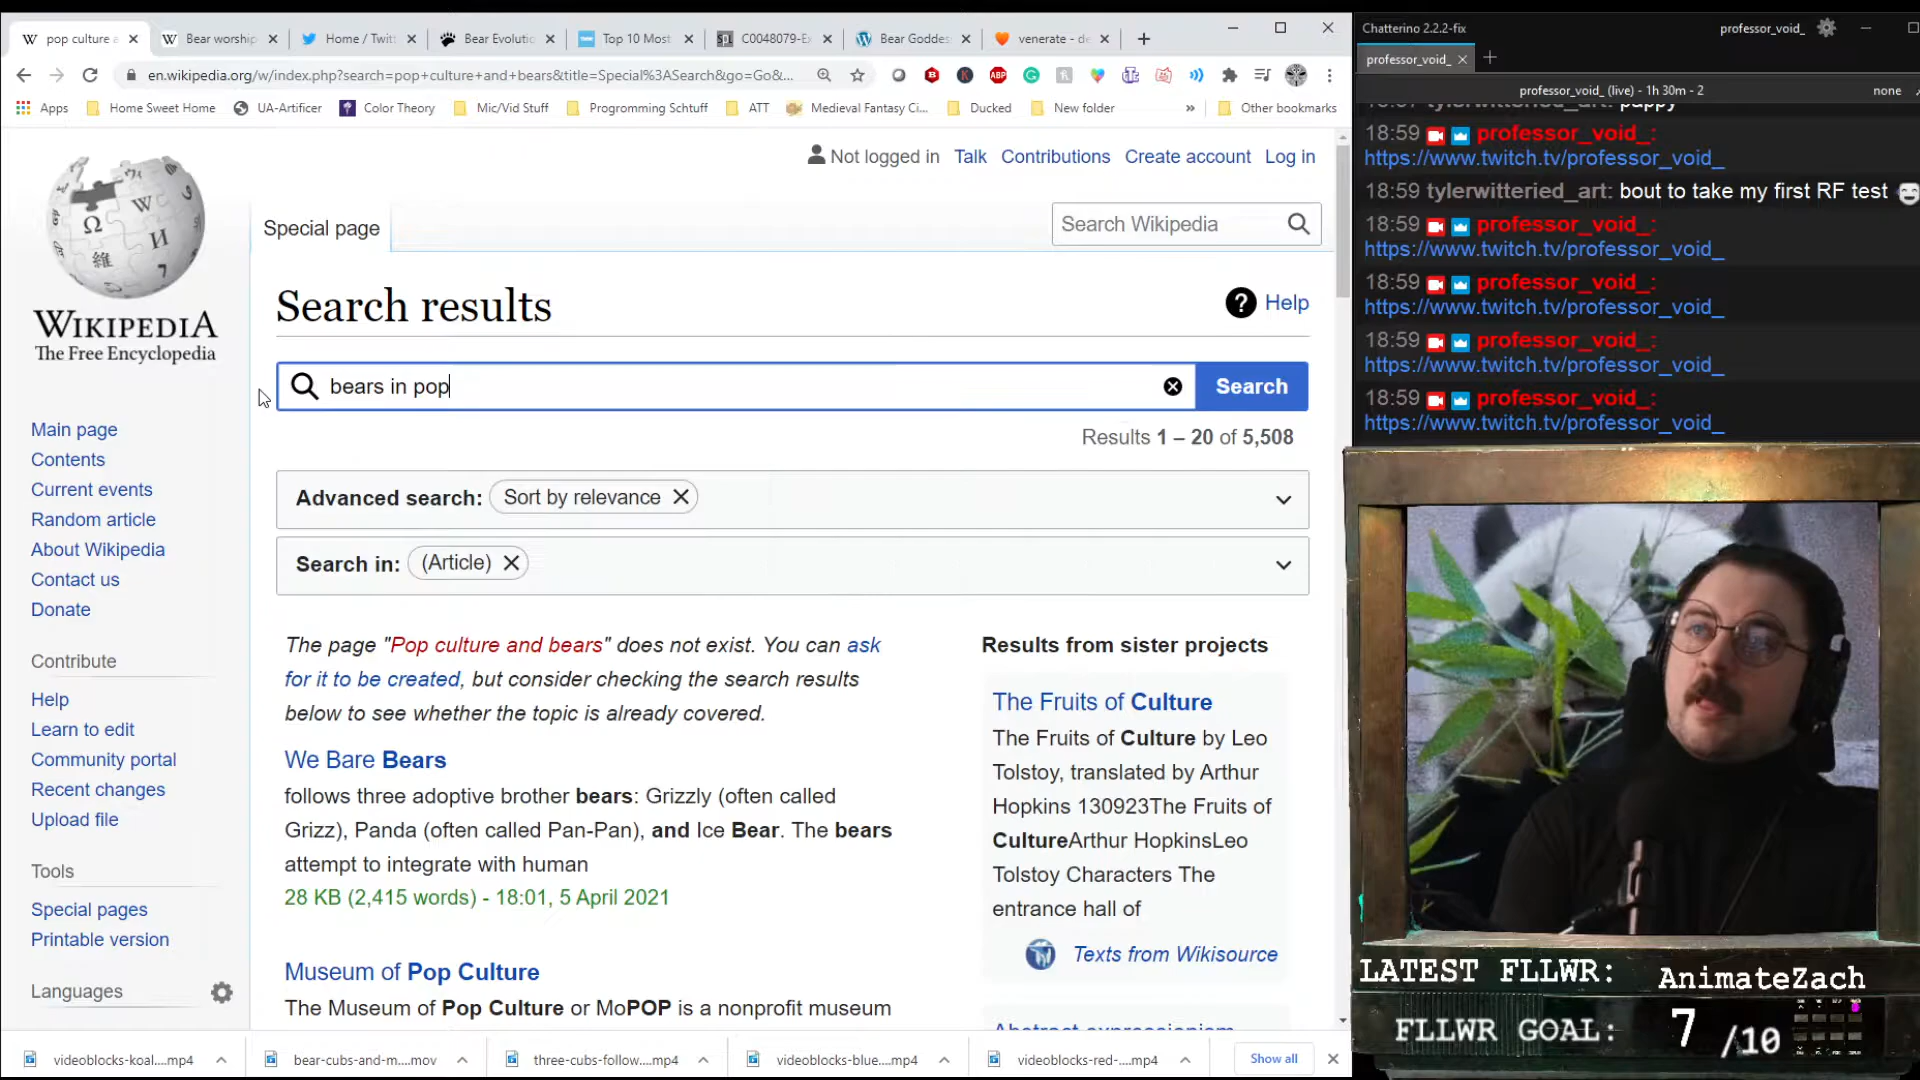 pop culture a
Bear worship
Home / Twitt
Bear Evolutic
Top 10 Most
C0048079-E
Bear Goddes
venerate - de
en.wikipedia.org/w/index.php?search=pop+culture+and+bears&title=Special%3ASearch&go=Go&...
Apps
Home Sweet Home
UA-Artificer
Color Theory
Mic/Vid Stuff
Programming Schtuff
ATT
Medieval Fantasy Ci...
Ducked
New folder
»
Other bookmarks
WIKIPEDIA
The Free Encyclopedia
Main page
Contents
Current events
Random article
About Wikipedia
Contact us
Donate
Contribute
Help
Learn to edit
Community portal
Recent changes
Upload file
Tools
Special pages
Printable version
Languages
Not logged in Talk Contributions Create account Log in
Special page
Search Wikipedia
Search results
Help
bears in pop
Search
Results 1 – 20 of 5,508
Advanced search: Sort by relevance
Search in: (Article)
The page "Pop culture and bears" does not exist. You can ask
for it to be created, but consider checking the search results
below to see whether the topic is already covered.
We Bare Bears
follows three adoptive brother bears: Grizzly (often called
Grizz), Panda (often called Pan-Pan), and Ice Bear. The bears
attempt to integrate with human
28 KB (2,415 words) - 18:01, 5 April 2021
Museum of Pop Culture
The Museum of Pop Culture or MoPOP is a nonprofit museum
Results from sister projects
The Fruits of Culture
The Fruits of Culture by Leo
Tolstoy, translated by Arthur
Hopkins 130923The Fruits of
CultureArthur HopkinsLeo
Tolstoy Characters The
entrance hall of
Texts from Wikisource
Abstract expressionism
videoblocks-koal....mp4
bear-cubs-and-m....mov
three-cubs-follow....mp4
videoblocks-blue....mp4
videoblocks-red-....mp4
Show all
Chatterino 2.2.2-fix
professor_void_
professor_void_
professor_void_ (live) - 1h 30m - 2
none
tylerwitteried_art: puppy
18:59 professor_void_:
https://www.twitch.tv/professor_void_
18:59 tylerwitteried_art: bout to take my first RF test
18:59 professor_void_:
https://www.twitch.tv/professor_void_
18:59 professor_void_:
https://www.twitch.tv/professor_void_
18:59 professor_void_:
https://www.twitch.tv/professor_void_
18:59 professor_void_:
https://www.twitch.tv/professor_void_
LATEST FLLWR: AnimateZach
FLLWR GOAL: 7 /10